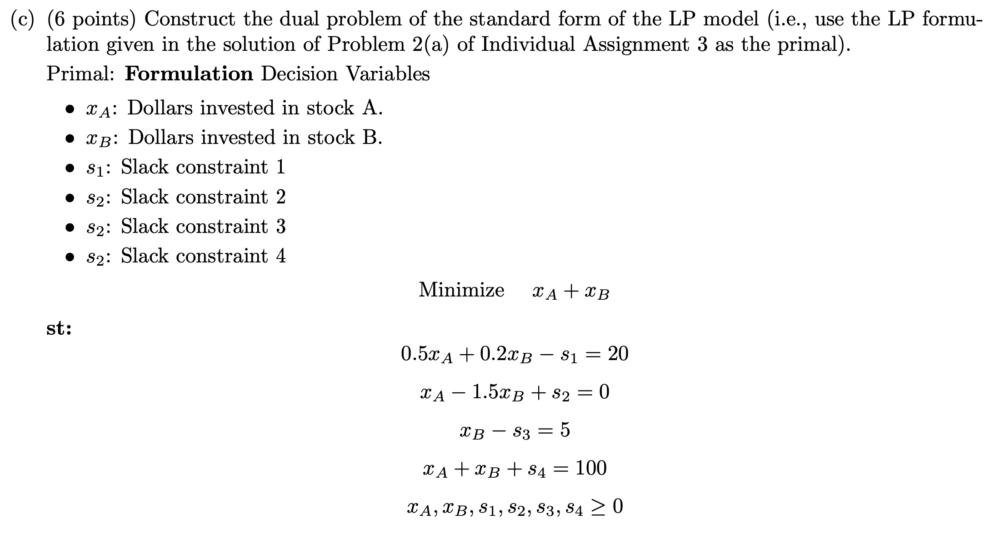 (c) (6 points) Construct the dual problem of the standard form of the LP model (i.e., use the LP formu-
lation given in the solution of Problem 2(a) of Individual Assignment 3 as the primal).
Primal: Formulation Decision Variables
• x_A: Dollars invested in stock A.
• x_B: Dollars invested in stock B.
• s_1: Slack constraint 1
• s_2: Slack constraint 2
• s_2: Slack constraint 3
• s_2: Slack constraint 4
Minimize x_A + x_B
st:
0.5x_A + 0.2x_B − s_1 = 20
x_A − 1.5x_B + s_2 = 0
x_B − s_3 = 5
x_A + x_B + s_4 = 100
x_A, x_B, s_1, s_2, s_3, s_4 ≥ 0